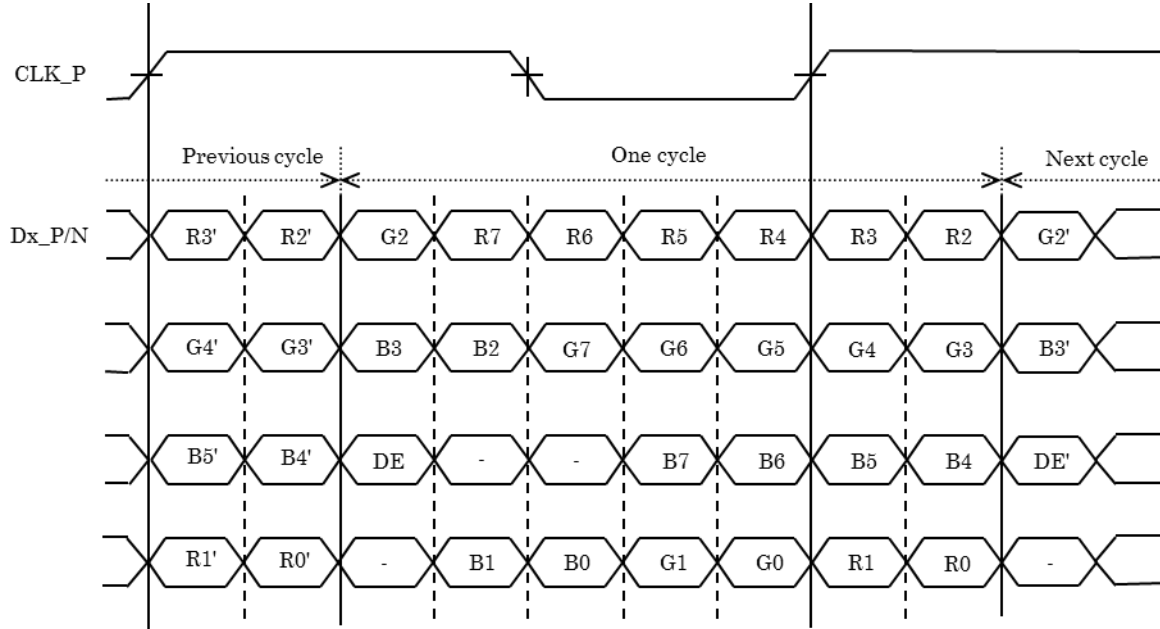 CLK_P
Previous cycle One cycle Next cycle
Dx_P/N R3' R2' G2 R7 R6 R5 R4 R3 R2 G2'
G4' G3' B3 B2 G7 G6 G5 G4 G3 B3'
B5' B4' DE - - B7 B6 B5 B4 DE'
R1' R0' - B1 B0 G1 G0 R1 R0 -